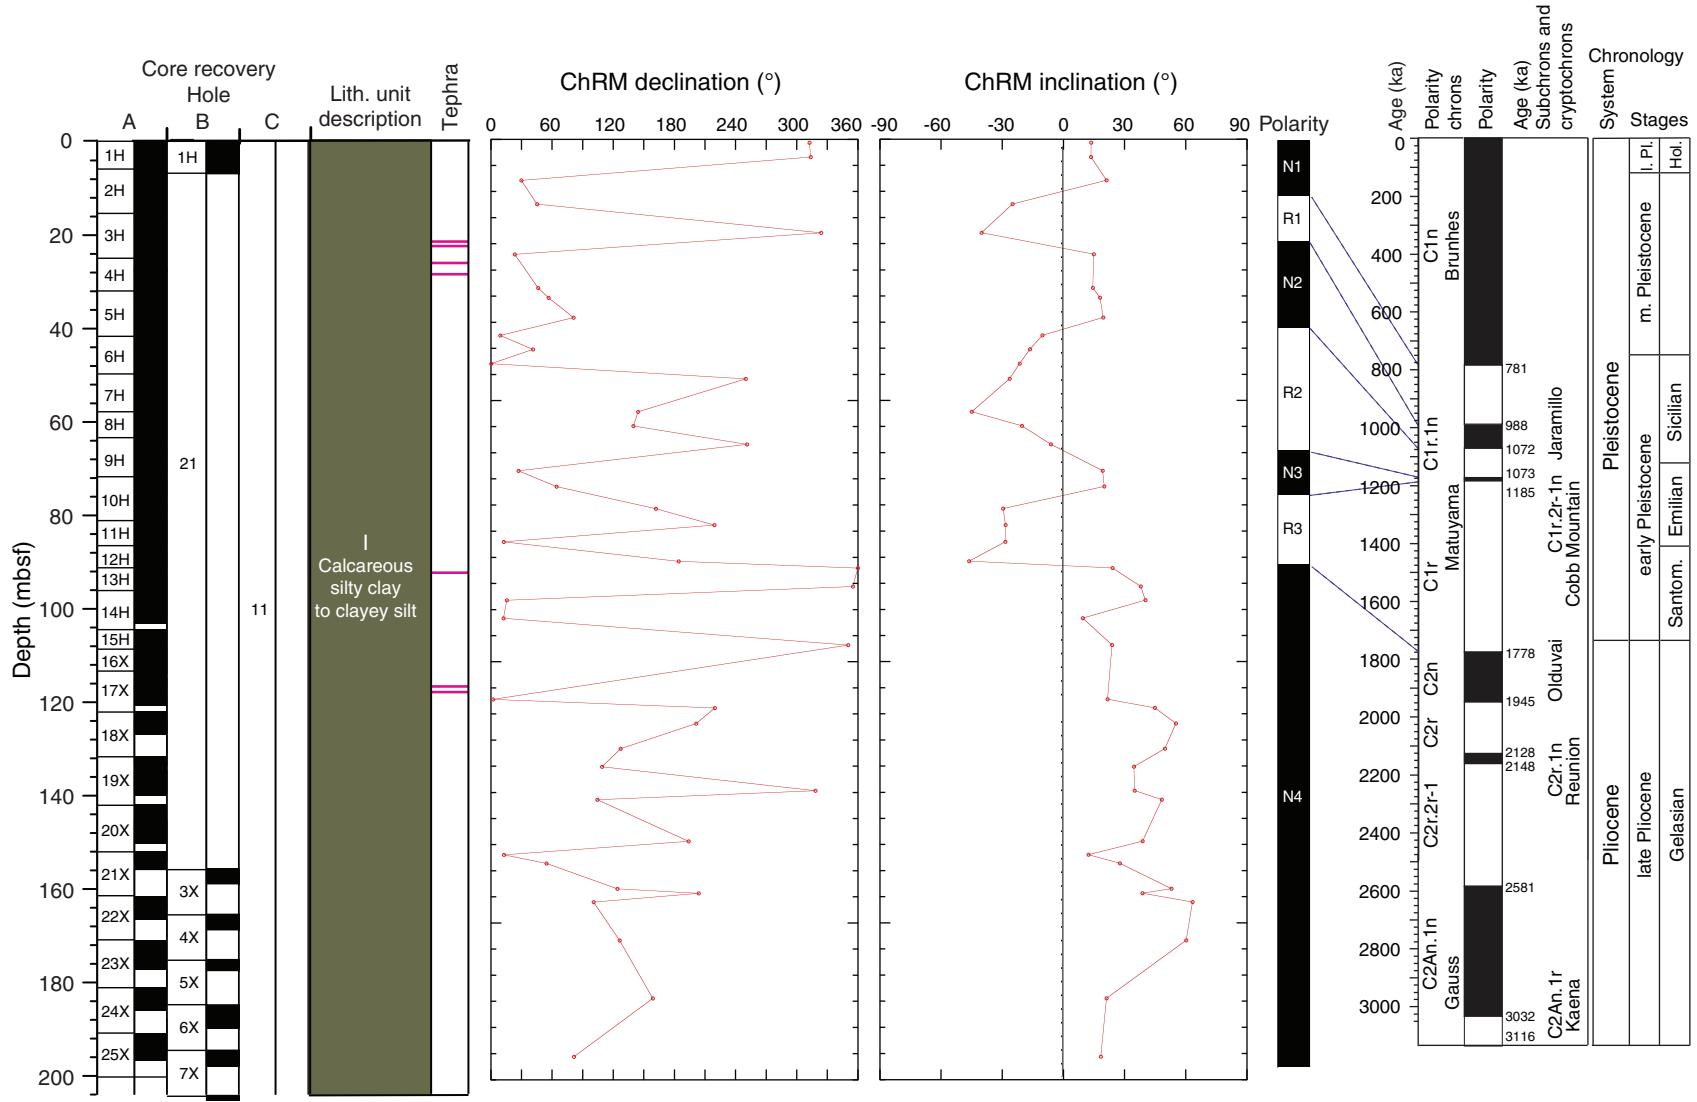 Core recovery
Hole
A
B
C
Lith. unit
description
Tephra
ChRM declination (°)
0 60 120 180 240 300 360
ChRM inclination (°)
-90 -60 -30 0 30 60 90
Polarity
Age (ka)
Polarity
chrons
Polarity
Age (ka)
Subchrons and
cryptochrons
Chronology
System
Stages
Depth (mbsf)
0
20
40
60
80
100
120
140
160
180
200
1H
2H
3H
4H
5H
6H
7H
8H
9H
10H
11H
12H
13H
14H
15H
16X
17X
18X
19X
20X
21X
22X
23X
24X
25X
1H
21
3X
4X
5X
6X
7X
11
I
Calcareous
silty clay
to clayey silt
N1
R1
N2
R2
N3
R3
N4
0
200
400
600
800
1000
1200
1400
1600
1800
2000
2200
2400
2600
2800
3000
C1n
Brunhes
C1r.1n
Matuyama
C1r
C2n
C2r
C2r.2r-1
C2An.1n
Gauss
781
988
1072
1073
1185
1778
1945
2128
2148
2581
3032
3116
Jaramillo
C1r.2r-1n
Cobb Mountain
Olduvai
C2r.1n
Reunion
C2An.1r
Kaena
Pleistocene
Pliocene
l. Pl.
m. Pleistocene
early Pleistocene
late Pliocene
Hol.
Sicilian
Emilian
Santom.
Gelasian